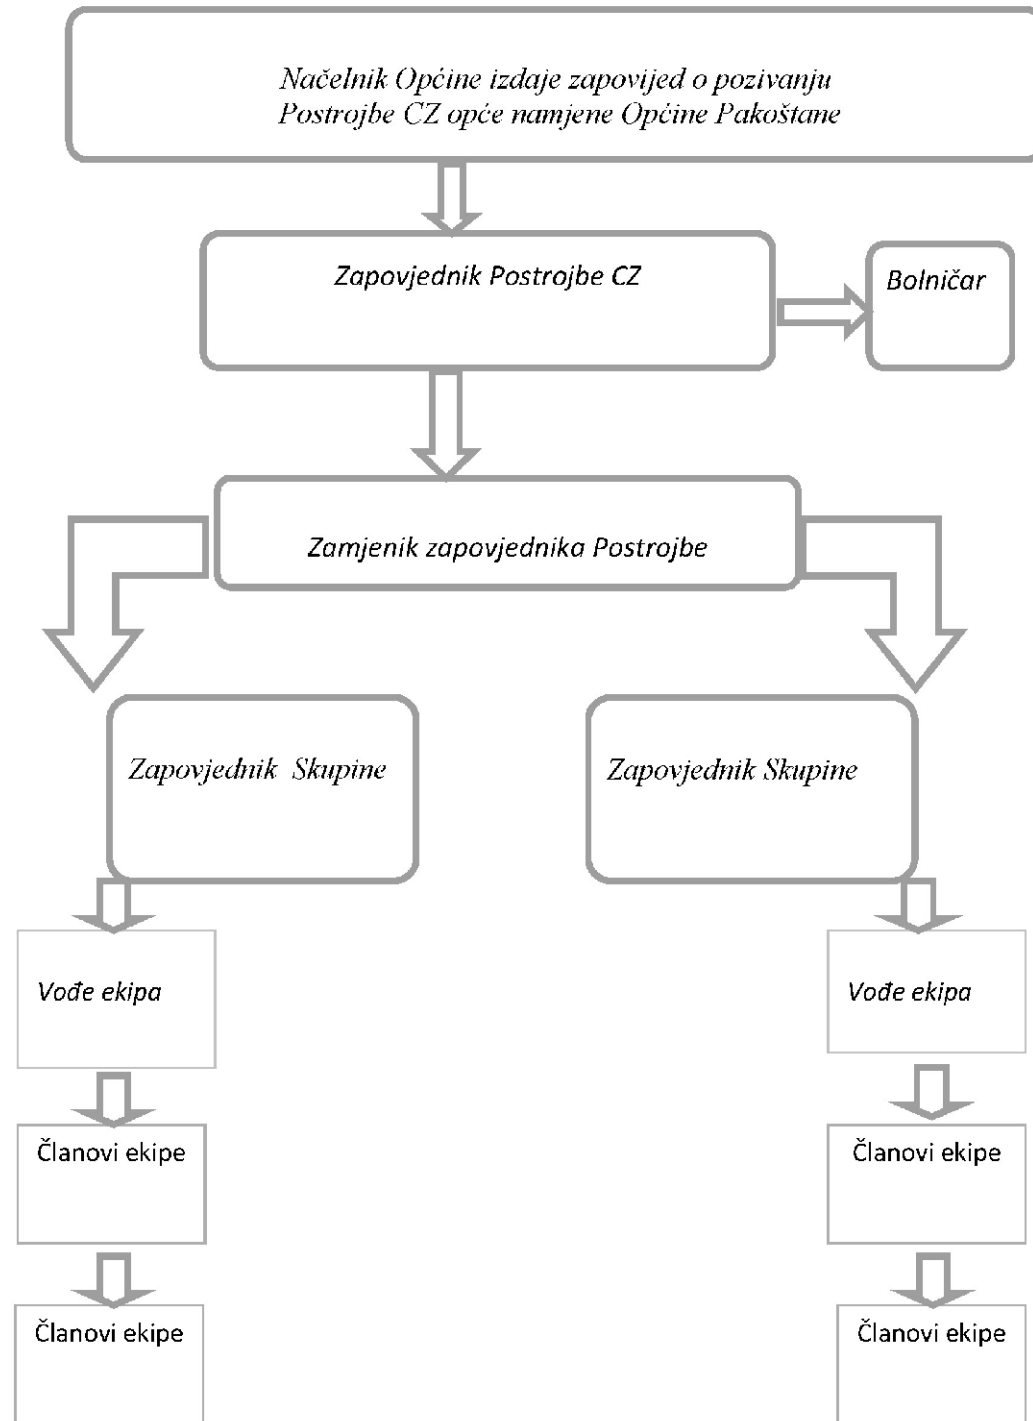 Načelnik Općine izdaje zapovijed o pozivanju
Postrojbe CZ opće namjene Općine Pakoštane
Zapovjednik Postrojbe CZ
Bolničar
Zamjenik zapovjednika Postrojbe
Zapovjednik Skupine
Zapovjednik Skupine
Vođe ekipa
Vođe ekipa
Članovi ekipe
Članovi ekipe
Članovi ekipe
Članovi ekipe